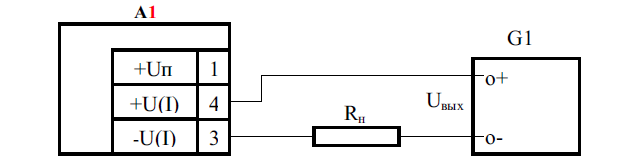 A1
G1
+Uп 1
+U(I) 4
-U(I) 3
Rн
Uвых
о+
о-